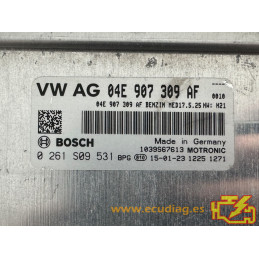 VW AG 04E 907 309 AF 0010
04E 907 309 AF BENZIN MED17.5.25 HW: H21
BOSCH
Made in Germany
1039S67613 MOTRONIC
0 261 S09 531 BPG 010 15-01-23 1225 1271
www.ecudiag.es